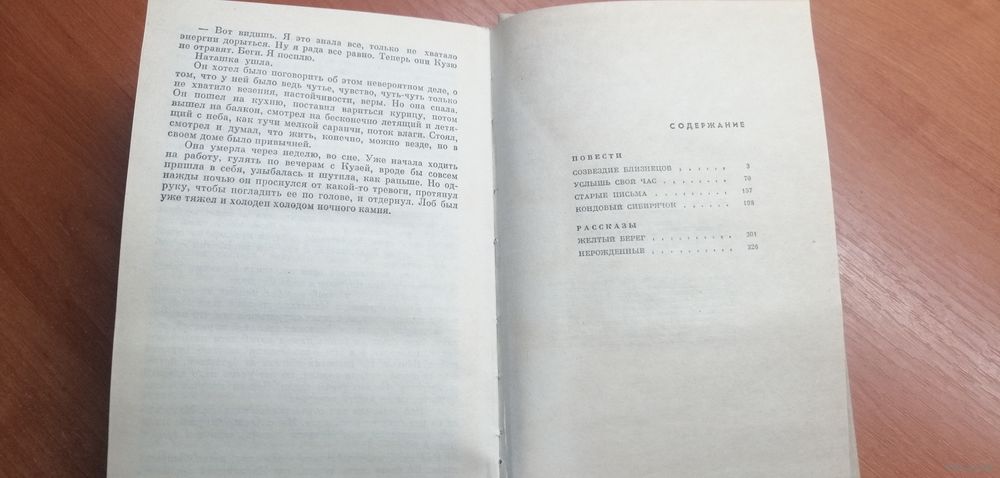 — Вот видишь. Я это знала все, только не хватало
энергии дорыться. Ну я рада все равно. Теперь они Кузю
не отравят. Беги. Я посплю.
Наташка ушла.
Он хотел было поговорить об этом невероятном деле, о
том, что у ней было ведь чутье, чувство, чуть-чуть только
не хватило везения, настойчивости, веры. Но она спала.
Он пошел на кухню, поставил вариться курицу, потом
вышел на балкон, смотрел на бесконечно летящий и летя-
щий с неба, как тучи мелкой саранчи, поток влаги. Стоял,
смотрел и думал, что жить, конечно, можно везде, но в
своем доме было привычней.
Она умерла через неделю, во сне. Уже начала ходить
на работу, гулять по вечерам с Кузей, вроде бы совсем
пришла в себя, улыбалась и шутила, как раньше. Но од-
нажды ночью он проснулся от какой-то тревоги, протянул
руку, чтобы погладить ее по голове, и отдернул. Лоб был
уже тяжел и холоден холодом ночного камня.
СОДЕРЖАНИЕ
ПОВЕСТИ
СОЗВЕЗДИЕ БЛИЗНЕЦОВ . . . . . . 3
УСЛЫШЬ СВОЙ ЧАС . . . . . . . 70
СТАРЫЕ ПИСЬМА . . . . . . . . 157
КОНДОВЫЙ СИБИРЯЧОК . . . . . . 198
РАССКАЗЫ
ЖЕЛТЫЙ БЕРЕГ . . . . . . . . . 301
НЕРОЖДЕННЫЕ . . . . . . . . . 326